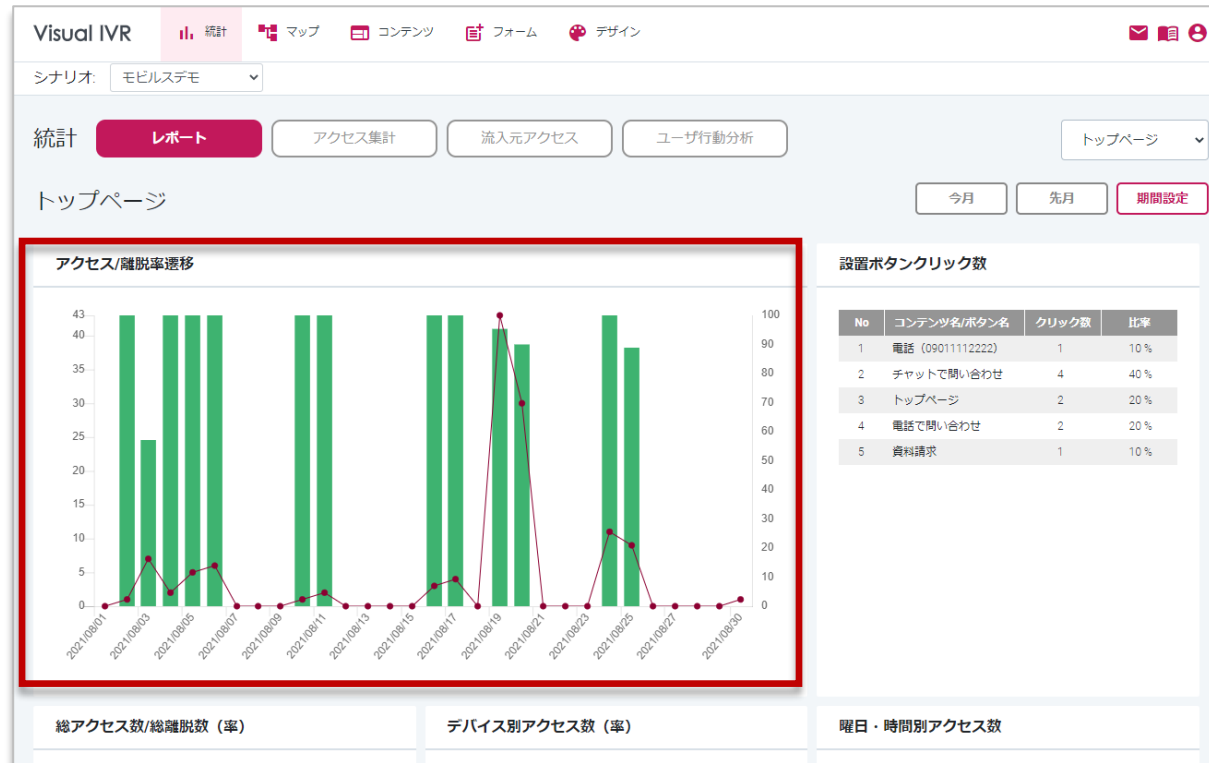 Visual IVR 統計 マップ コンテンツ フォーム デザイン
シナリオ: モビルスデモ
統計 レポート アクセス集計 流入元アクセス ユーザ行動分析 トップページ
トップページ 今月 先月 期間設定
アクセス/離脱率遷移
43
40
35
30
25
20
15
10
5
0
100
90
80
70
60
50
40
30
20
10
0
2021/08/01
2021/08/03
2021/08/05
2021/08/07
2021/08/09
2021/08/11
2021/08/13
2021/08/15
2021/08/17
2021/08/19
2021/08/21
2021/08/23
2021/08/25
2021/08/27
2021/08/30
設置ボタンクリック数
No コンテンツ名/ボタン名 クリック数 比率
1 電話（09011112222） 1 10 %
2 チャットで問い合わせ 4 40 %
3 トップページ 2 20 %
4 電話で問い合わせ 2 20 %
5 資料請求 1 10 %
総アクセス数/総離脱数（率）
デバイス別アクセス数（率）
曜日・時間別アクセス数